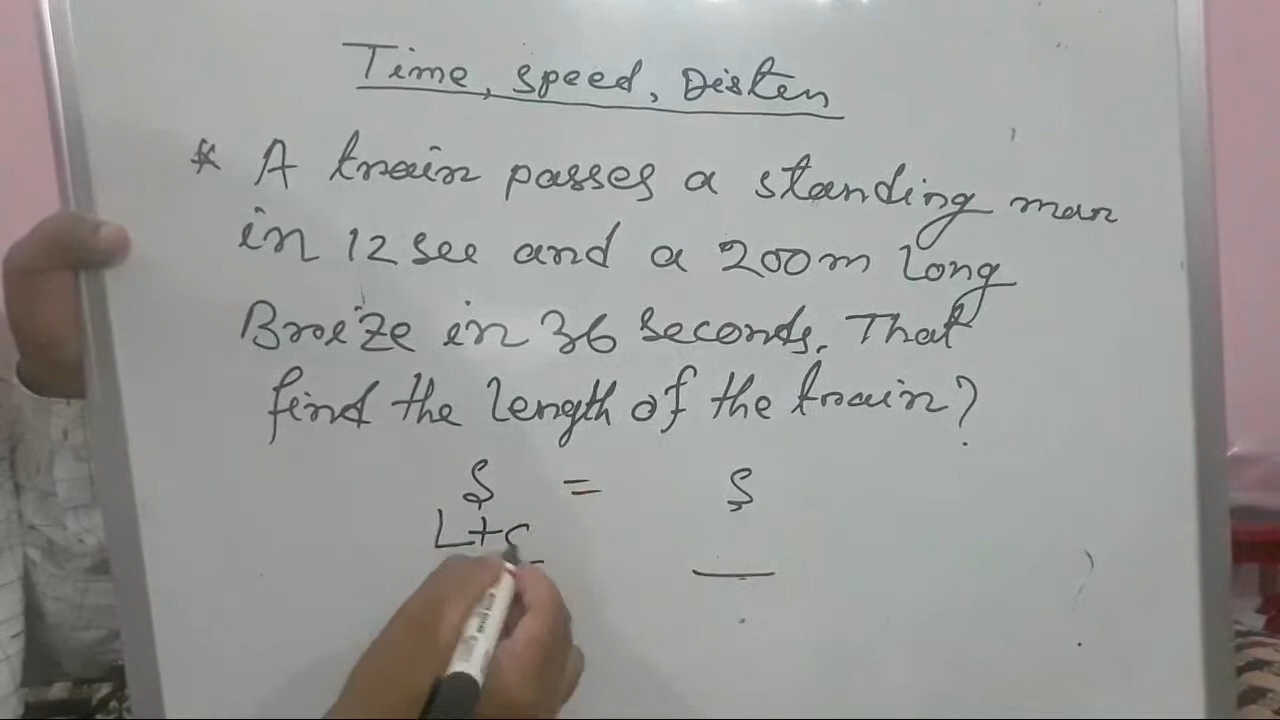 Time, speed, Disten
* A train passes a standing man
in 12 sec and a 200m long
Breize in 36 seconds. That
find the length of the train?
S = S
L+